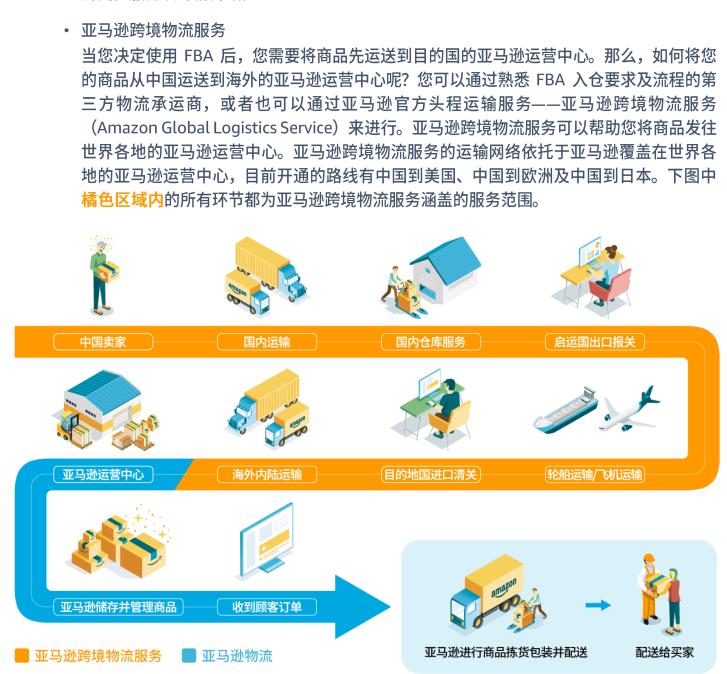 • 亚马逊跨境物流服务
当您决定使用 FBA 后，您需要将商品先运送到目的国的亚马逊运营中心。那么，如何将您
的商品从中国运送到海外的亚马逊运营中心呢？您可以通过熟悉 FBA 入仓要求及流程的第
三方物流承运商，或者也可以通过亚马逊官方头程运输服务——亚马逊跨境物流服务
（Amazon Global Logistics Service）来进行。亚马逊跨境物流服务可以帮助您将商品发往
世界各地的亚马逊运营中心。亚马逊跨境物流服务的运输网络依托于亚马逊覆盖在世界各
地的亚马逊运营中心，目前开通的路线有中国到美国、中国到欧洲及中国到日本。下图中
橘色区域内的所有环节都为亚马逊跨境物流服务涵盖的服务范围。
amazon
中国卖家
国内运输
国内仓库服务
启运国出口报关
amazon
亚马逊运营中心
海外内陆运输
目的地国进口清关
轮船运输/飞机运输
amazon
亚马逊储存并管理商品
收到顾客订单
亚马逊进行商品拣货包装并配送
配送给买家
亚马逊跨境物流服务
亚马逊物流